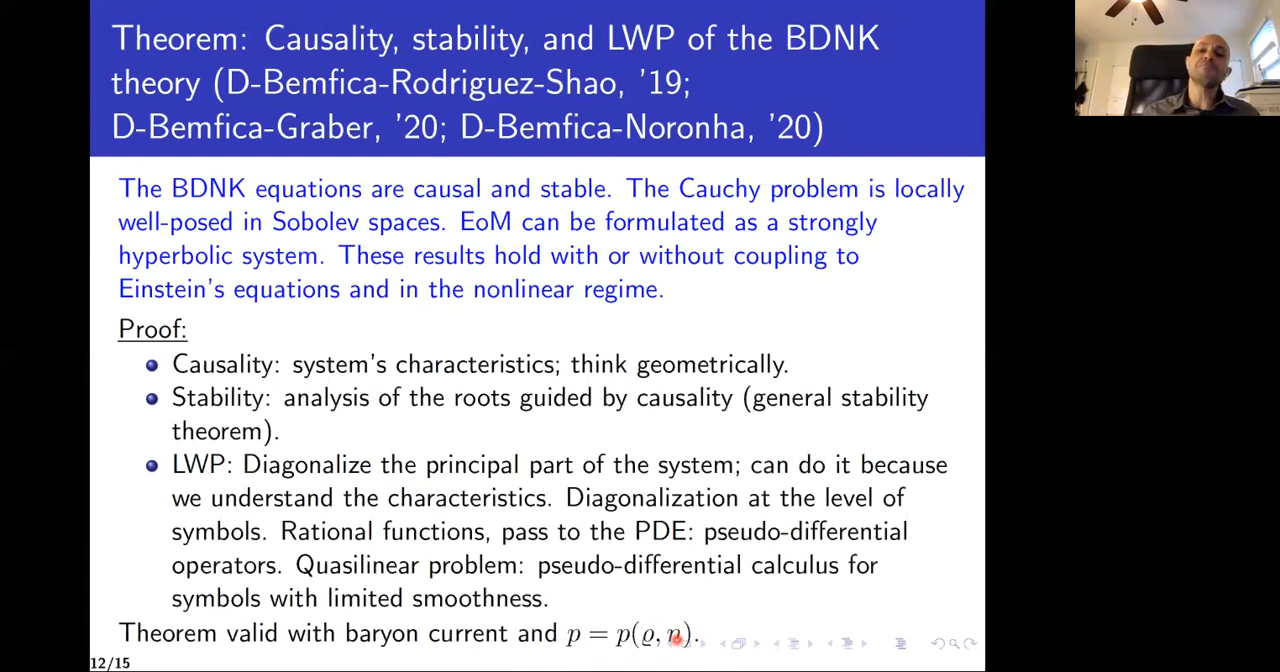 Theorem: Causality, stability, and LWP of the BDNK
theory (D-Bemfica-Rodriguez-Shao, '19;
D-Bemfica-Graber, '20; D-Bemfica-Noronha, '20)
The BDNK equations are causal and stable. The Cauchy problem is locally
well-posed in Sobolev spaces. EoM can be formulated as a strongly
hyperbolic system. These results hold with or without coupling to
Einstein's equations and in the nonlinear regime.
Proof:
Causality: system's characteristics; think geometrically.
Stability: analysis of the roots guided by causality (general stability
theorem).
LWP: Diagonalize the principal part of the system; can do it because
we understand the characteristics. Diagonalization at the level of
symbols. Rational functions, pass to the PDE: pseudo-differential
operators. Quasilinear problem: pseudo-differential calculus for
symbols with limited smoothness.
Theorem valid with baryon current and p = p(ϱ, n).
12/15